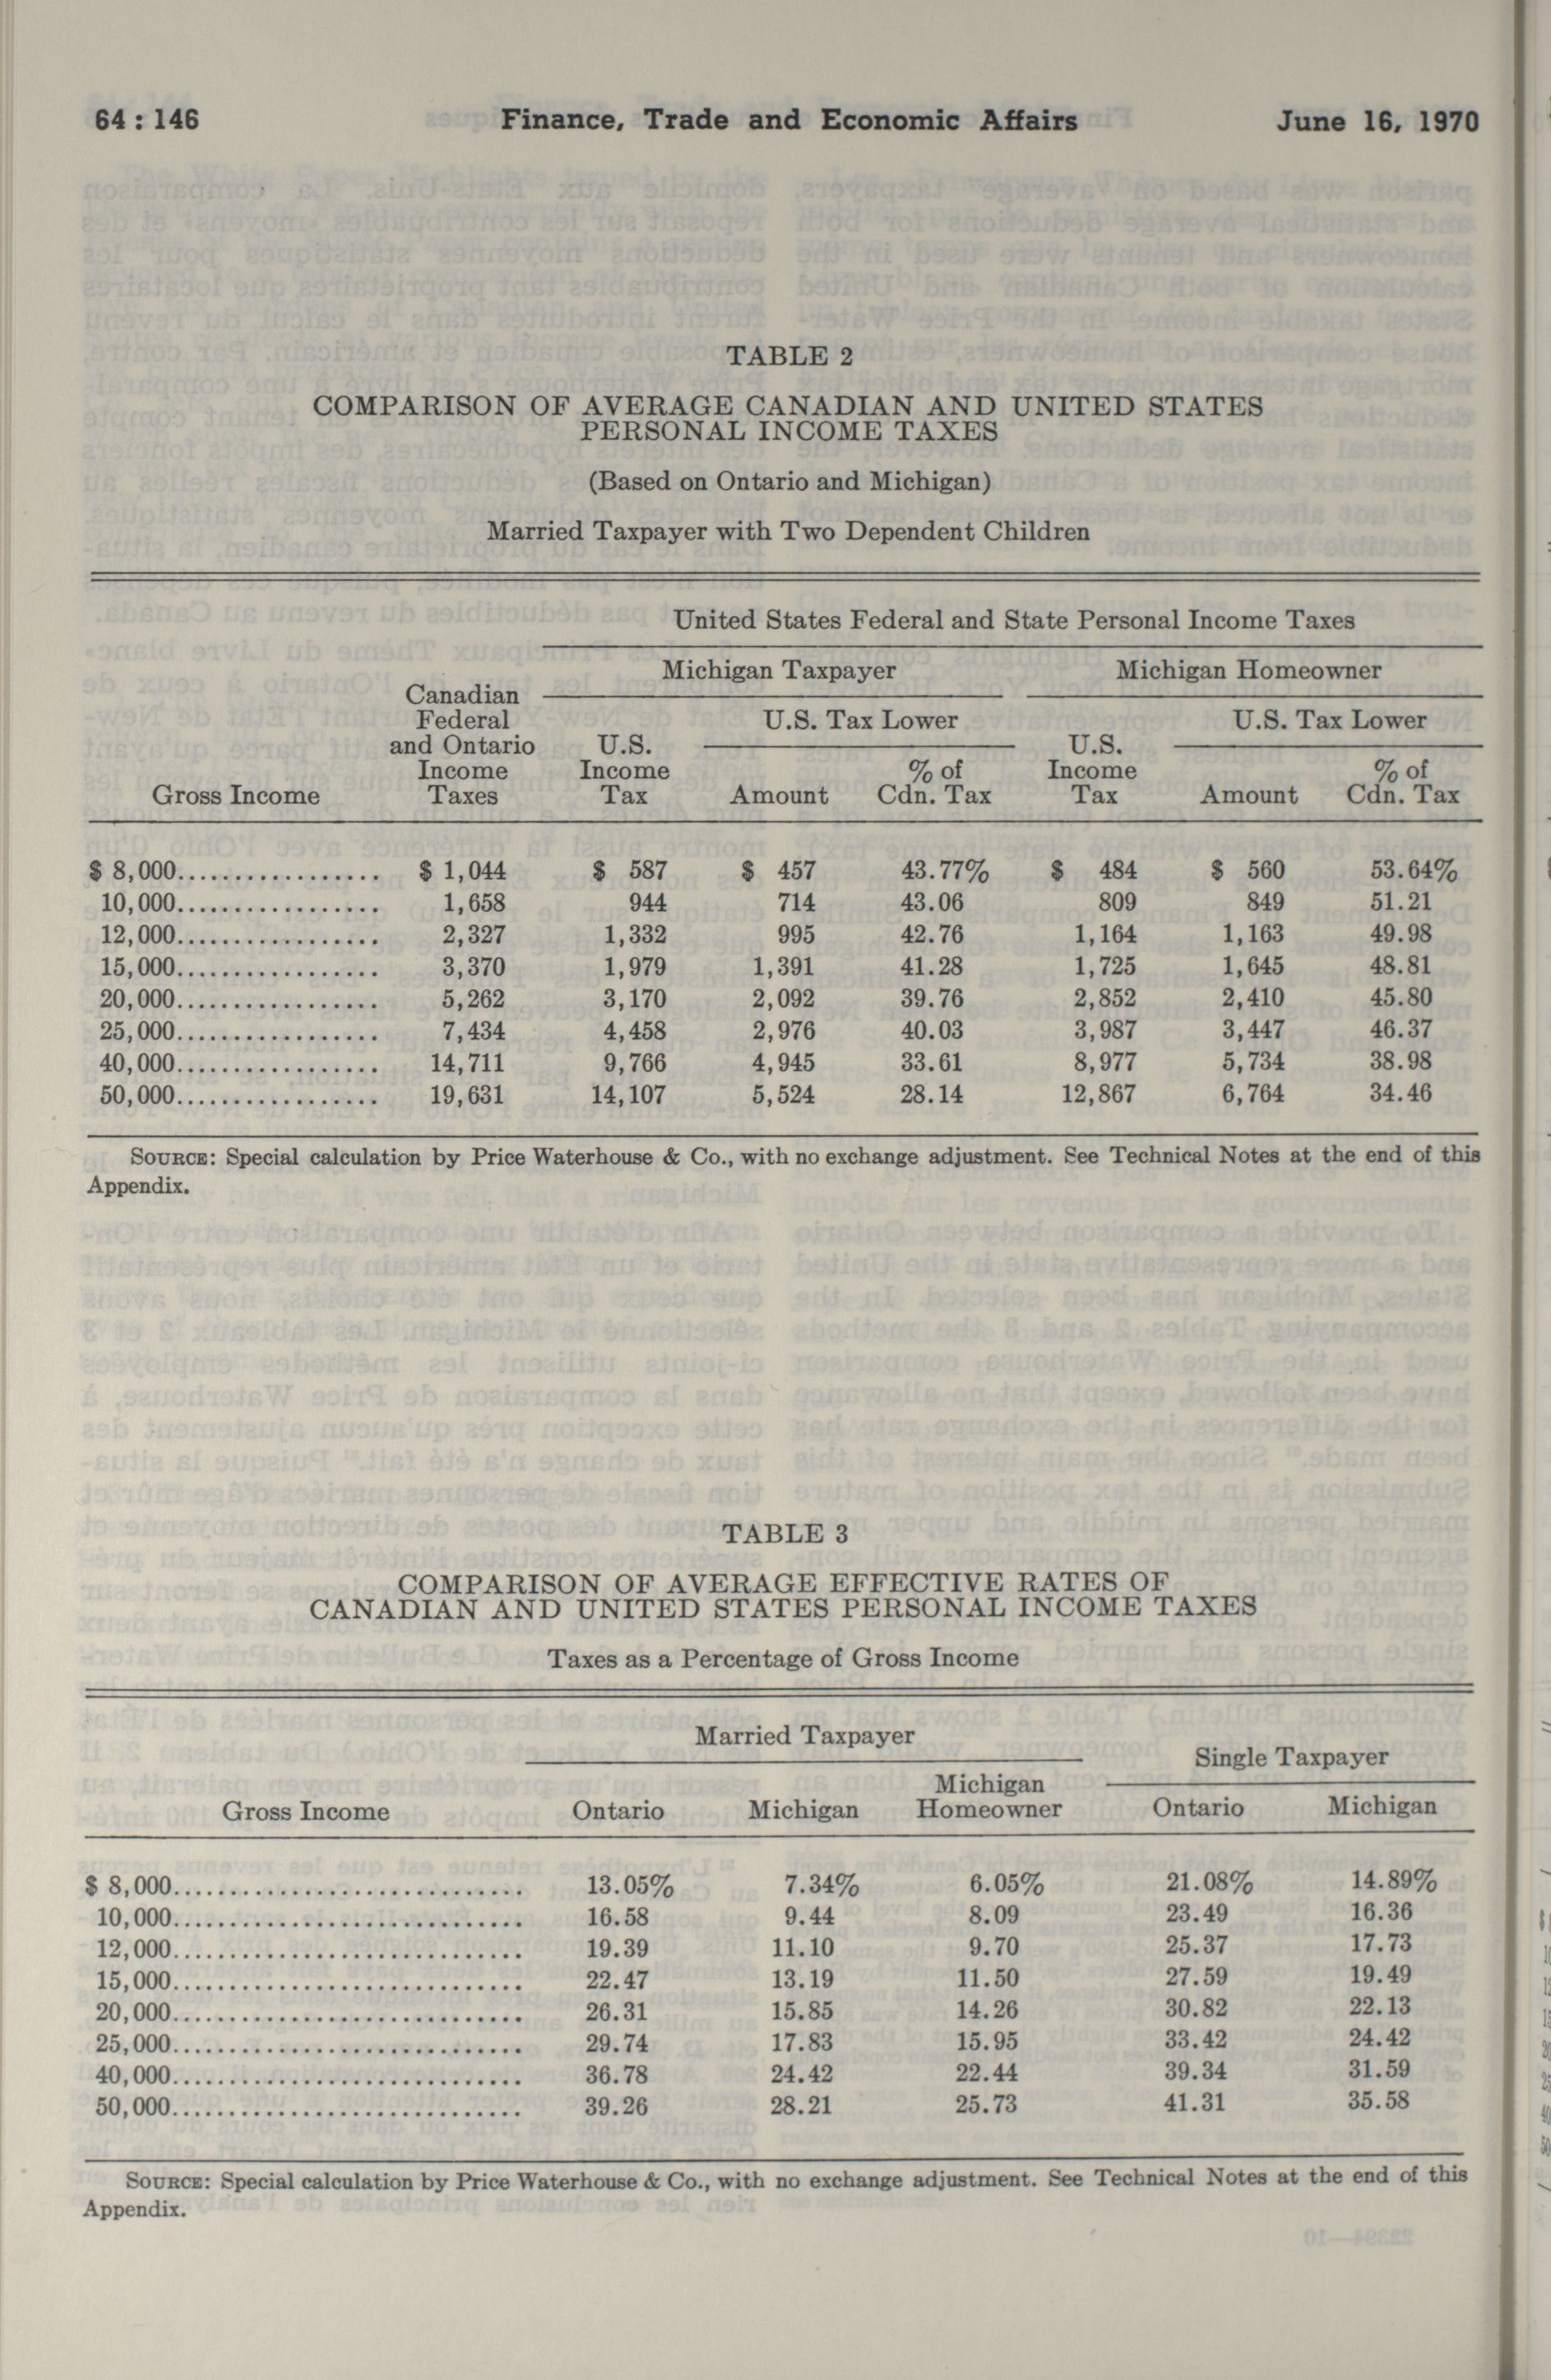 64 : 146 Finance, Trade and Economic Affairs June 16, 1970
TABLE 2
COMPARISON OF AVERAGE CANADIAN AND UNITED STATES
PERSONAL INCOME TAXES
(Based on Ontario and Michigan)
Married Taxpayer with Two Dependent Children
United States Federal and State Personal Income Taxes
Michigan Taxpayer Michigan Homeowner
Canadian
Federal U.S. Tax Lower U.S. Tax Lower
and Ontario U.S. U.S.
Income Income % of Income % of
Gross Income Taxes Tax Amount Cdn. Tax Tax Amount Cdn. Tax
$ 8,000.................. $ 1,044 $ 587 $ 457 43.77% $ 484 $ 560 53.64%
10,000.................. 1,658 944 714 43.06 809 849 51.21
12,000.................. 2,327 1,332 995 42.76 1,164 1,163 49.98
15,000.................. 3,370 1,979 1,391 41.28 1,725 1,645 48.81
20,000.................. 5,262 3,170 2,092 39.76 2,852 2,410 45.80
25,000.................. 7,434 4,458 2,976 40.03 3,987 3,447 46.37
40,000.................. 14,711 9,766 4,945 33.61 8,977 5,734 38.98
50,000.................. 19,631 14,107 5,524 28.14 12,867 6,764 34.46
SOURCE: Special calculation by Price Waterhouse & Co., with no exchange adjustment. See Technical Notes at the end of this
Appendix.
TABLE 3
COMPARISON OF AVERAGE EFFECTIVE RATES OF
CANADIAN AND UNITED STATES PERSONAL INCOME TAXES
Taxes as a Percentage of Gross Income
Married Taxpayer Single Taxpayer
Michigan
Gross Income Ontario Michigan Homeowner Ontario Michigan
$ 8,000............................... 13.05% 7.34% 6.05% 21.08% 14.89%
10,000............................... 16.58 9.44 8.09 23.49 16.36
12,000............................... 19.39 11.10 9.70 25.37 17.73
15,000............................... 22.47 13.19 11.50 27.59 19.49
20,000............................... 26.31 15.85 14.26 30.82 22.13
25,000............................... 29.74 17.83 15.95 33.42 24.42
40,000............................... 36.78 24.42 22.44 39.34 31.59
50,000............................... 39.26 28.21 25.73 41.31 35.58
SOURCE: Special calculation by Price Waterhouse & Co., with no exchange adjustment. See Technical Notes at the end of this
Appendix.